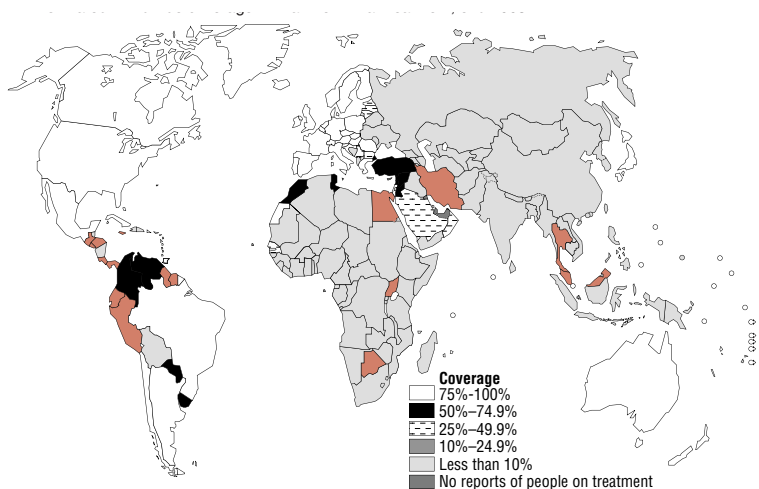 Coverage
75%-100%
50%–74.9%
25%–49.9%
10%–24.9%
Less than 10%
No reports of people on treatment